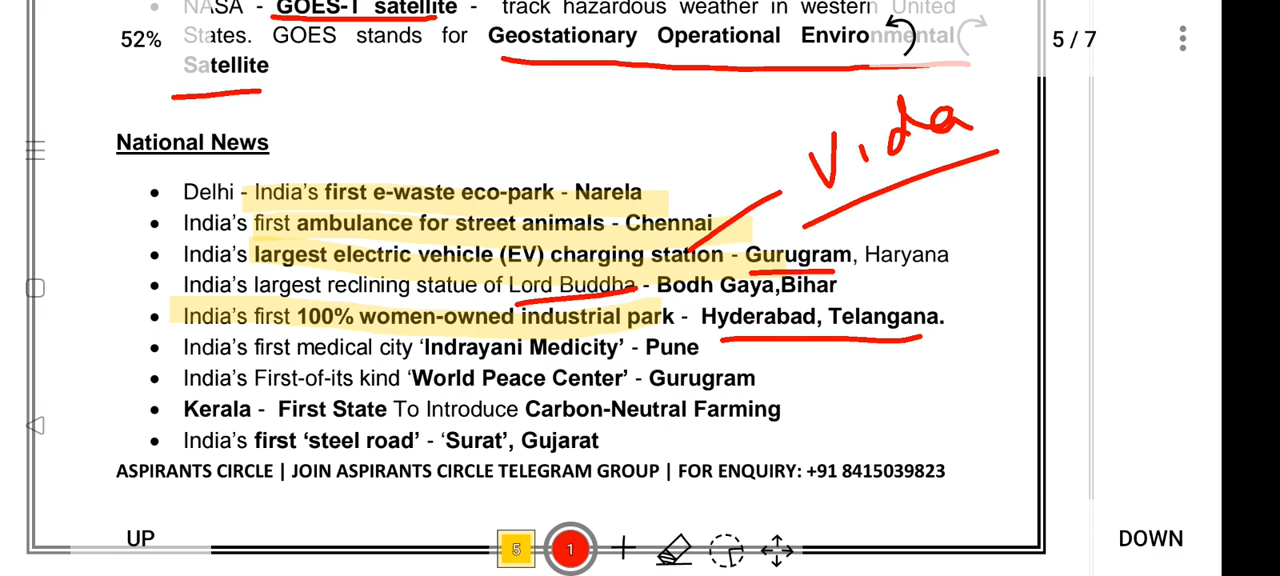 • NASA - GOES-T satellite - track hazardous weather in western United
52% States. GOES stands for Geostationary Operational Environmental 5 / 7
Satellite
Vida
National News
• Delhi - India's first e-waste eco-park - Narela
• India's first ambulance for street animals - Chennai
• India's largest electric vehicle (EV) charging station - Gurugram, Haryana
• India's largest reclining statue of Lord Buddha - Bodh Gaya,Bihar
• India's first 100% women-owned industrial park - Hyderabad, Telangana.
• India's first medical city 'Indrayani Medicity' - Pune
• India's First-of-its kind 'World Peace Center' - Gurugram
• Kerala - First State To Introduce Carbon-Neutral Farming
• India's first 'steel road' - 'Surat', Gujarat
ASPIRANTS CIRCLE | JOIN ASPIRANTS CIRCLE TELEGRAM GROUP | FOR ENQUIRY: +91 8415039823
UP 5 1 DOWN